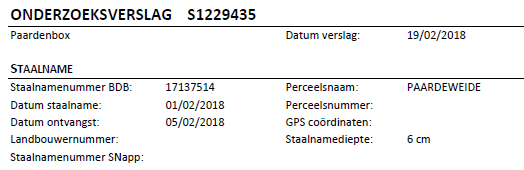 ONDERZOEKSVERSLAG S1229435
Paardenbox Datum verslag: 19/02/2018
STAALNAME
Staalnamenummer BDB: 17137514 Perceelsnaam: PAARDEWEIDE
Datum staalname: 01/02/2018 Perceelsnummer:
Datum ontvangst: 05/02/2018 GPS coördinaten:
Landbouwernummer: Staalnamediepte: 6 cm
Staalnamenummer SNapp: